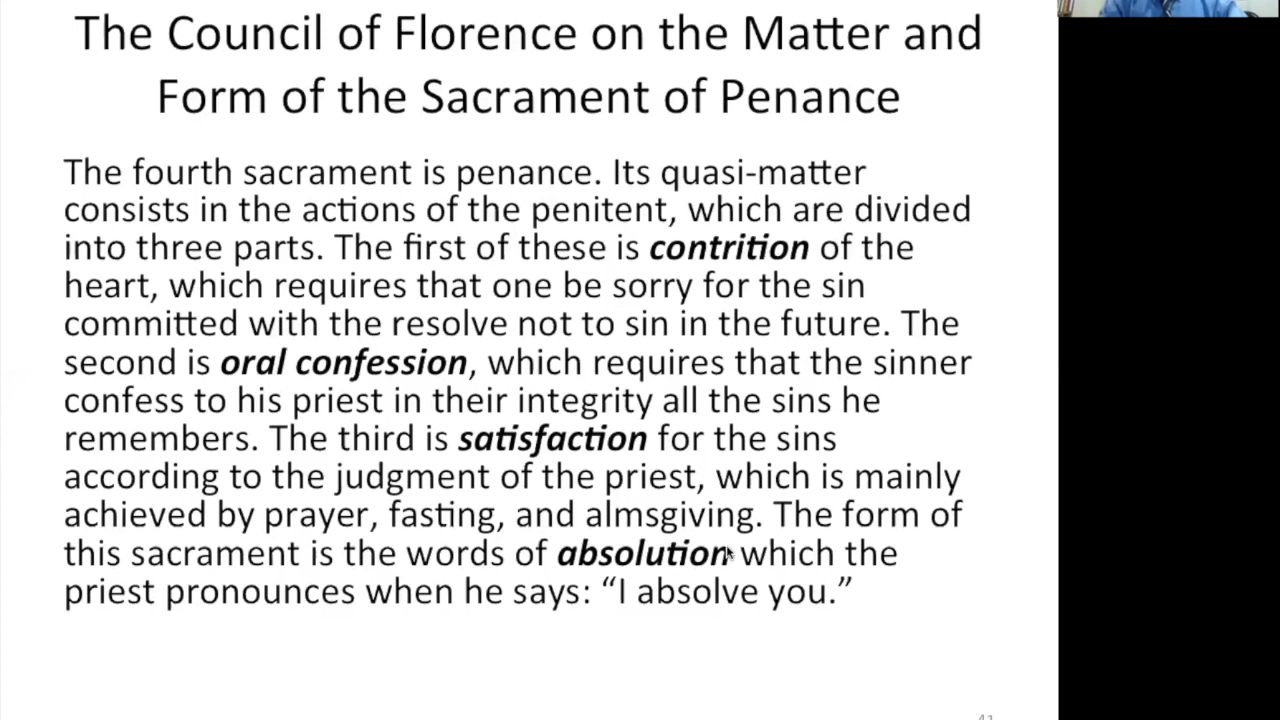 The Council of Florence on the Matter and
Form of the Sacrament of Penance
The fourth sacrament is penance. Its quasi-matter
consists in the actions of the penitent, which are divided
into three parts. The first of these is contrition of the
heart, which requires that one be sorry for the sin
committed with the resolve not to sin in the future. The
second is oral confession, which requires that the sinner
confess to his priest in their integrity all the sins he
remembers. The third is satisfaction for the sins
according to the judgment of the priest, which is mainly
achieved by prayer, fasting, and almsgiving. The form of
this sacrament is the words of absolution which the
priest pronounces when he says: “I absolve you.”